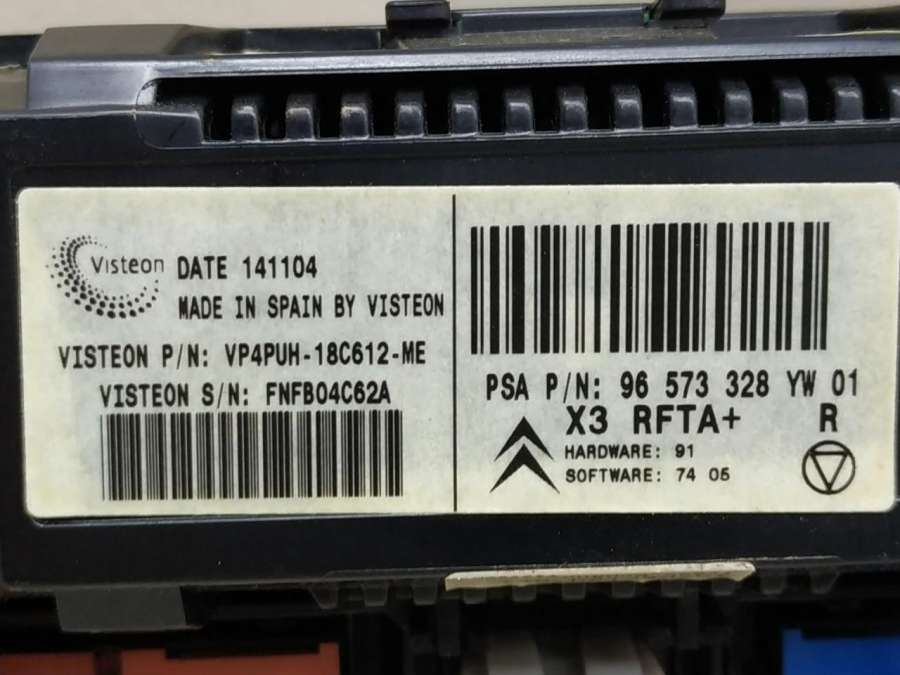 Visteon
DATE 141104
MADE IN SPAIN BY VISTEON
VISTEON P/N: VP4PUH-18C612-ME
VISTEON S/N: FNFB04C62A
PSA P/N: 96 573 328 YW 01
X3 RFTA+ R
HARDWARE: 91
SOFTWARE: 74 05